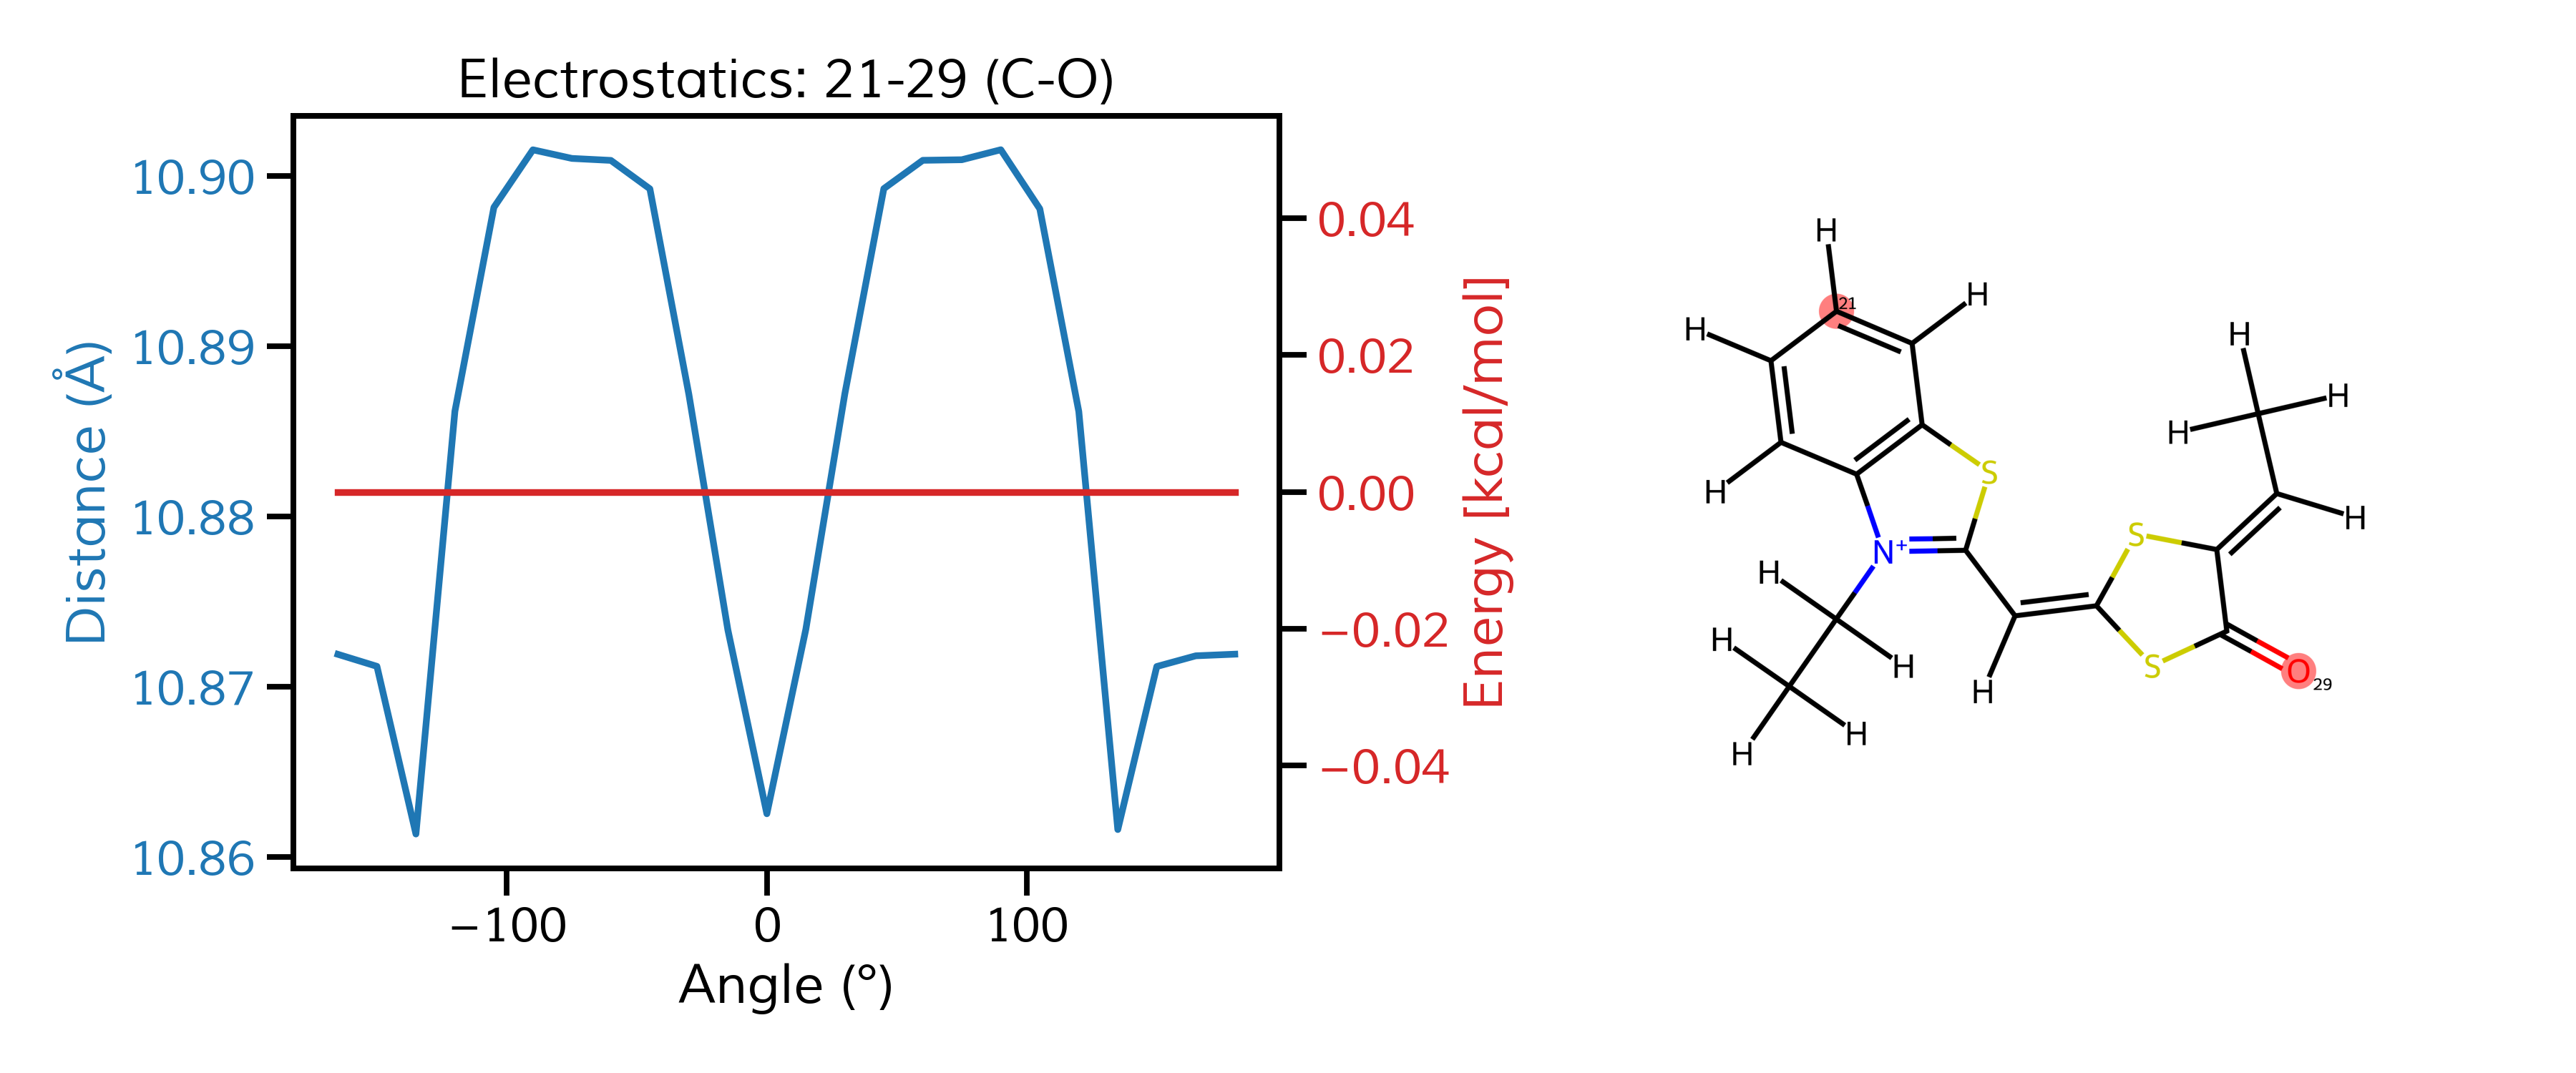 Electrostatics: 21-29 (C-O)
10.90
10.89
10.88
10.87
10.86
Distance (Å)
−100
0
100
Angle (°)
0.04
0.02
0.00
−0.02
−0.04
Energy [kcal/mol]
H
21
H
H
H
H
H
S
H
S
H
N⁺
H
H
H
S
O
29
H
H
H
H